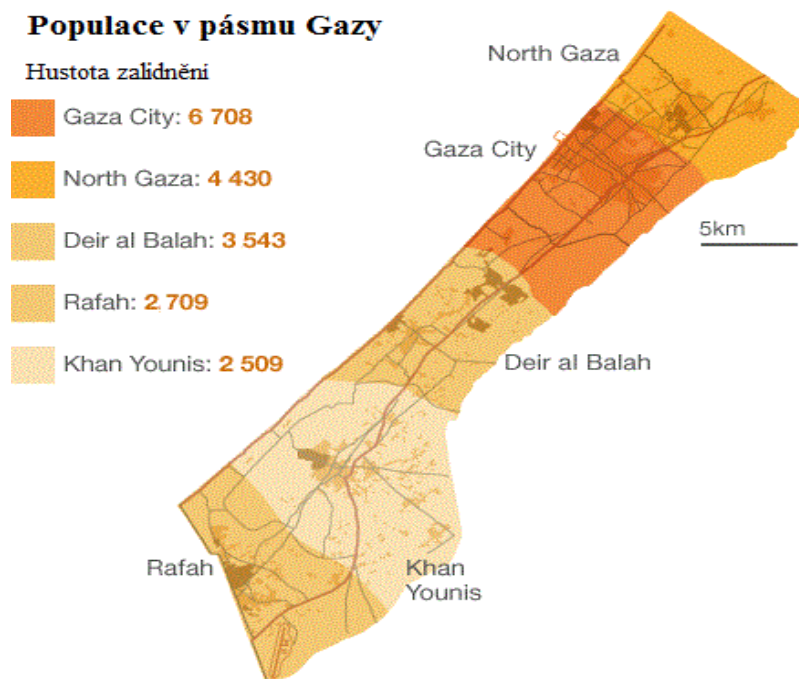 Populace v pásmu Gazy
Hustota zalidnění
Gaza City: 6 708
North Gaza: 4 430
Deir al Balah: 3 543
Rafah: 2 709
Khan Younis: 2 509
North Gaza
Gaza City
5km
Deir al Balah
Rafah
Khan
Younis